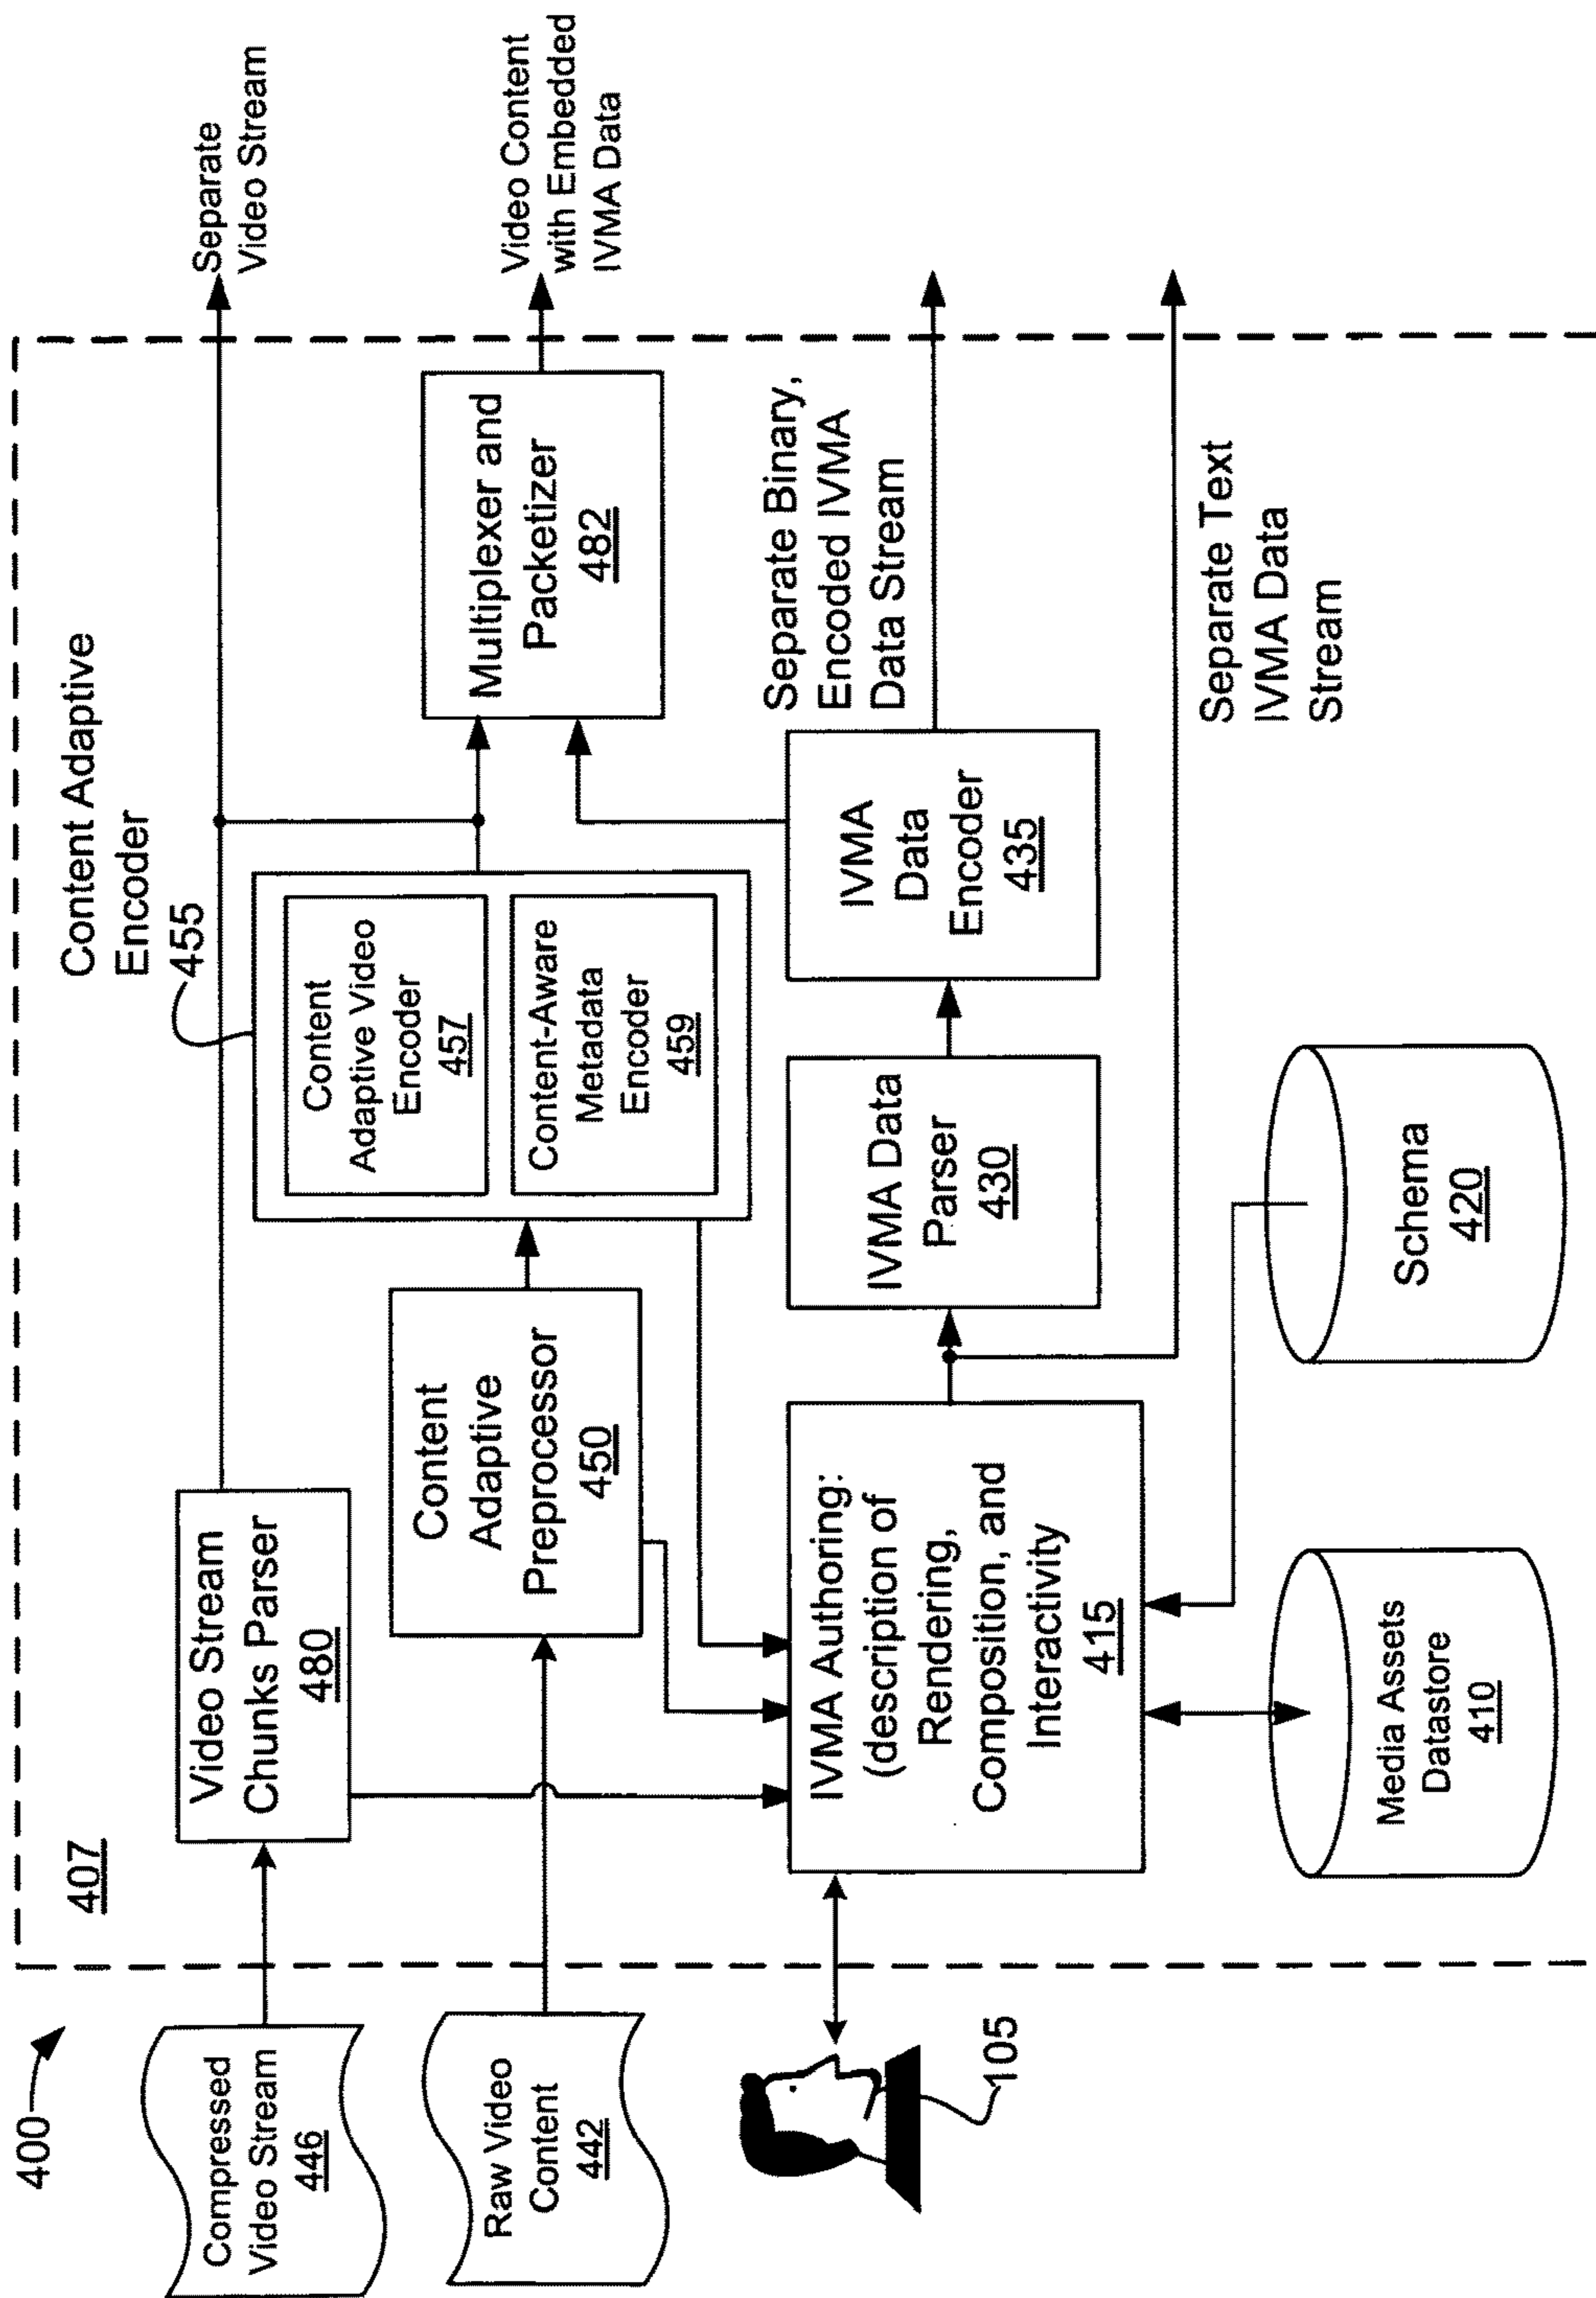 400
407
Compressed
Video Stream
446
Raw Video
Content
442
105
Video Stream
Chunks Parser
480
Content
Adaptive
Preprocessor
450
Content Adaptive
Encoder
455
Content
Adaptive Video
Encoder
457
Content-Aware
Metadata
Encoder
459
Multiplexer and
Packetizer
482
Separate
Video Stream
Video Content
with Embedded
IVMA Data
IVMA Authoring:
(description of
Rendering,
Composition, and
Interactivity
415
IVMA Data
Parser
430
IVMA
Data
Encoder
435
Separate Binary,
Encoded IVMA
Data Stream
Separate Text
IVMA Data
Stream
Media Assets
Datastore
410
Schema
420